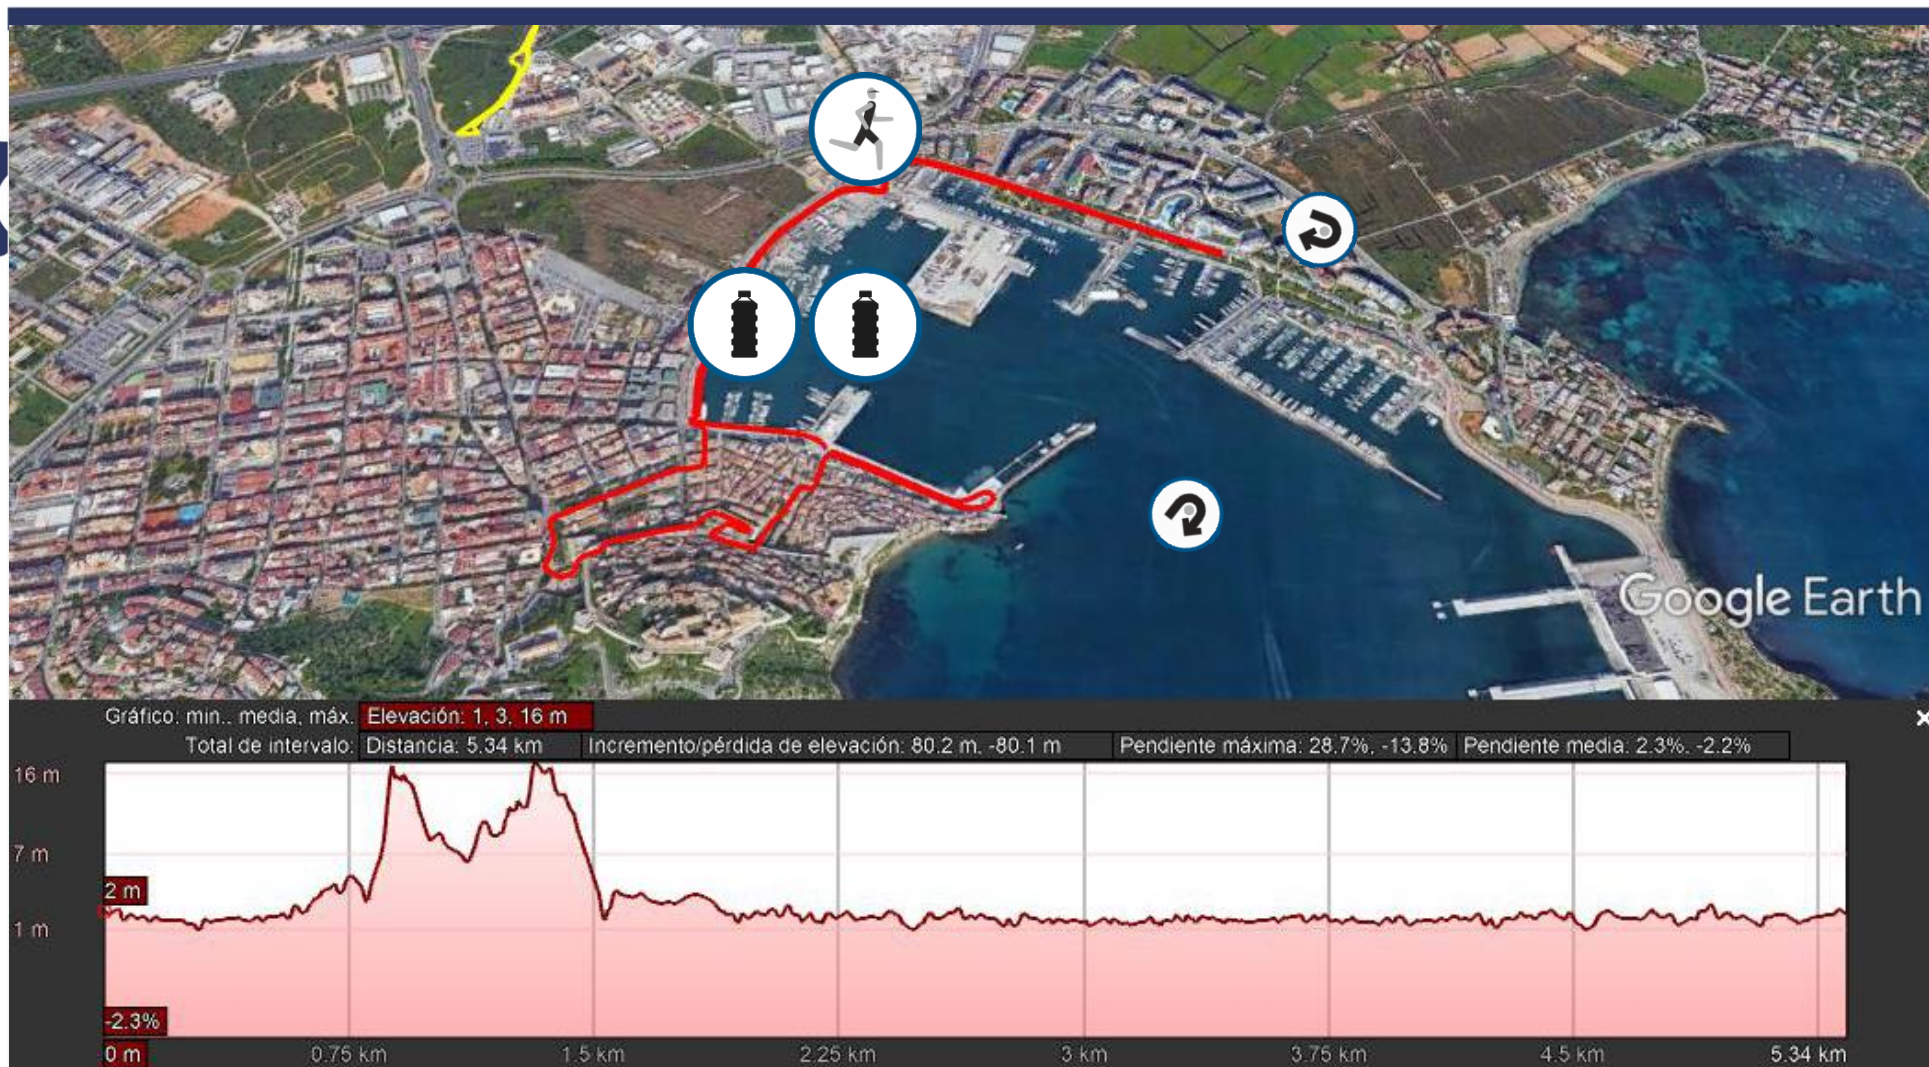 Google Earth
Gráfico: min., media, máx. Elevación: 1, 3, 16 m
Total de intervalo: Distancia: 5.34 km Incremento/pérdida de elevación: 80.2 m, -80.1 m Pendiente máxima: 28.7%, -13.8% Pendiente media: 2.3%, -2.2%
16 m
7 m
2 m
1 m
-2.3%
0 m 0.75 km 1.5 km 2.25 km 3 km 3.75 km 4.5 km 5.34 km